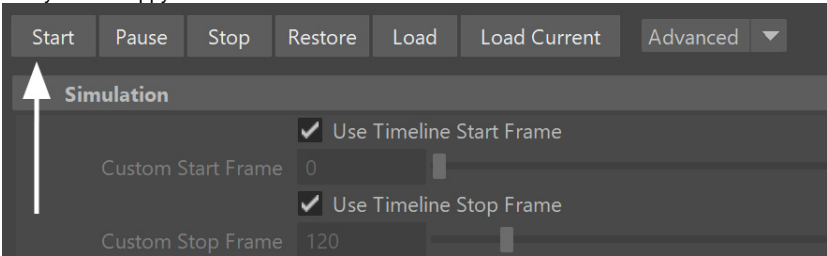 Start Pause Stop Restore Load Load Current Advanced
Simulation
Use Timeline Start Frame
Custom Start Frame 0
Use Timeline Stop Frame
Custom Stop Frame 120